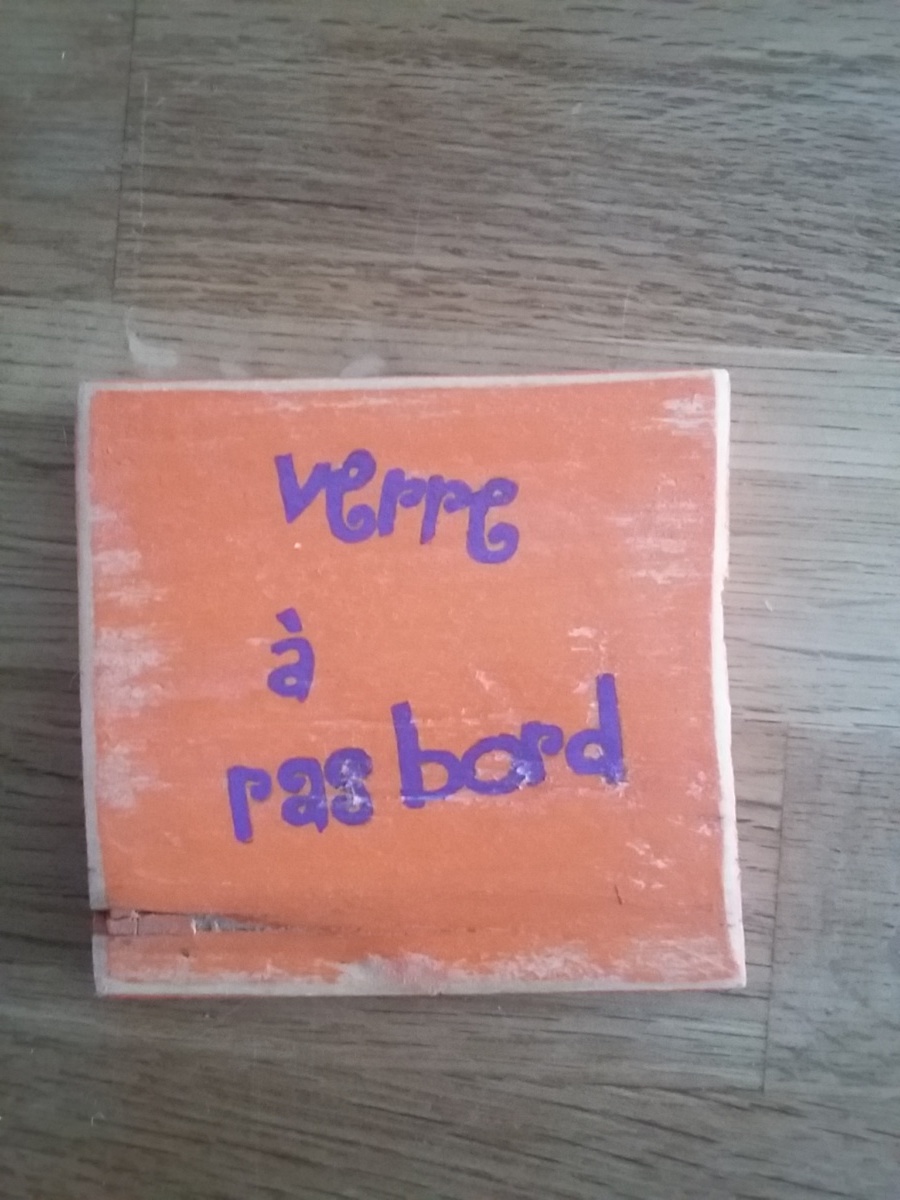 verre
à
ras bord